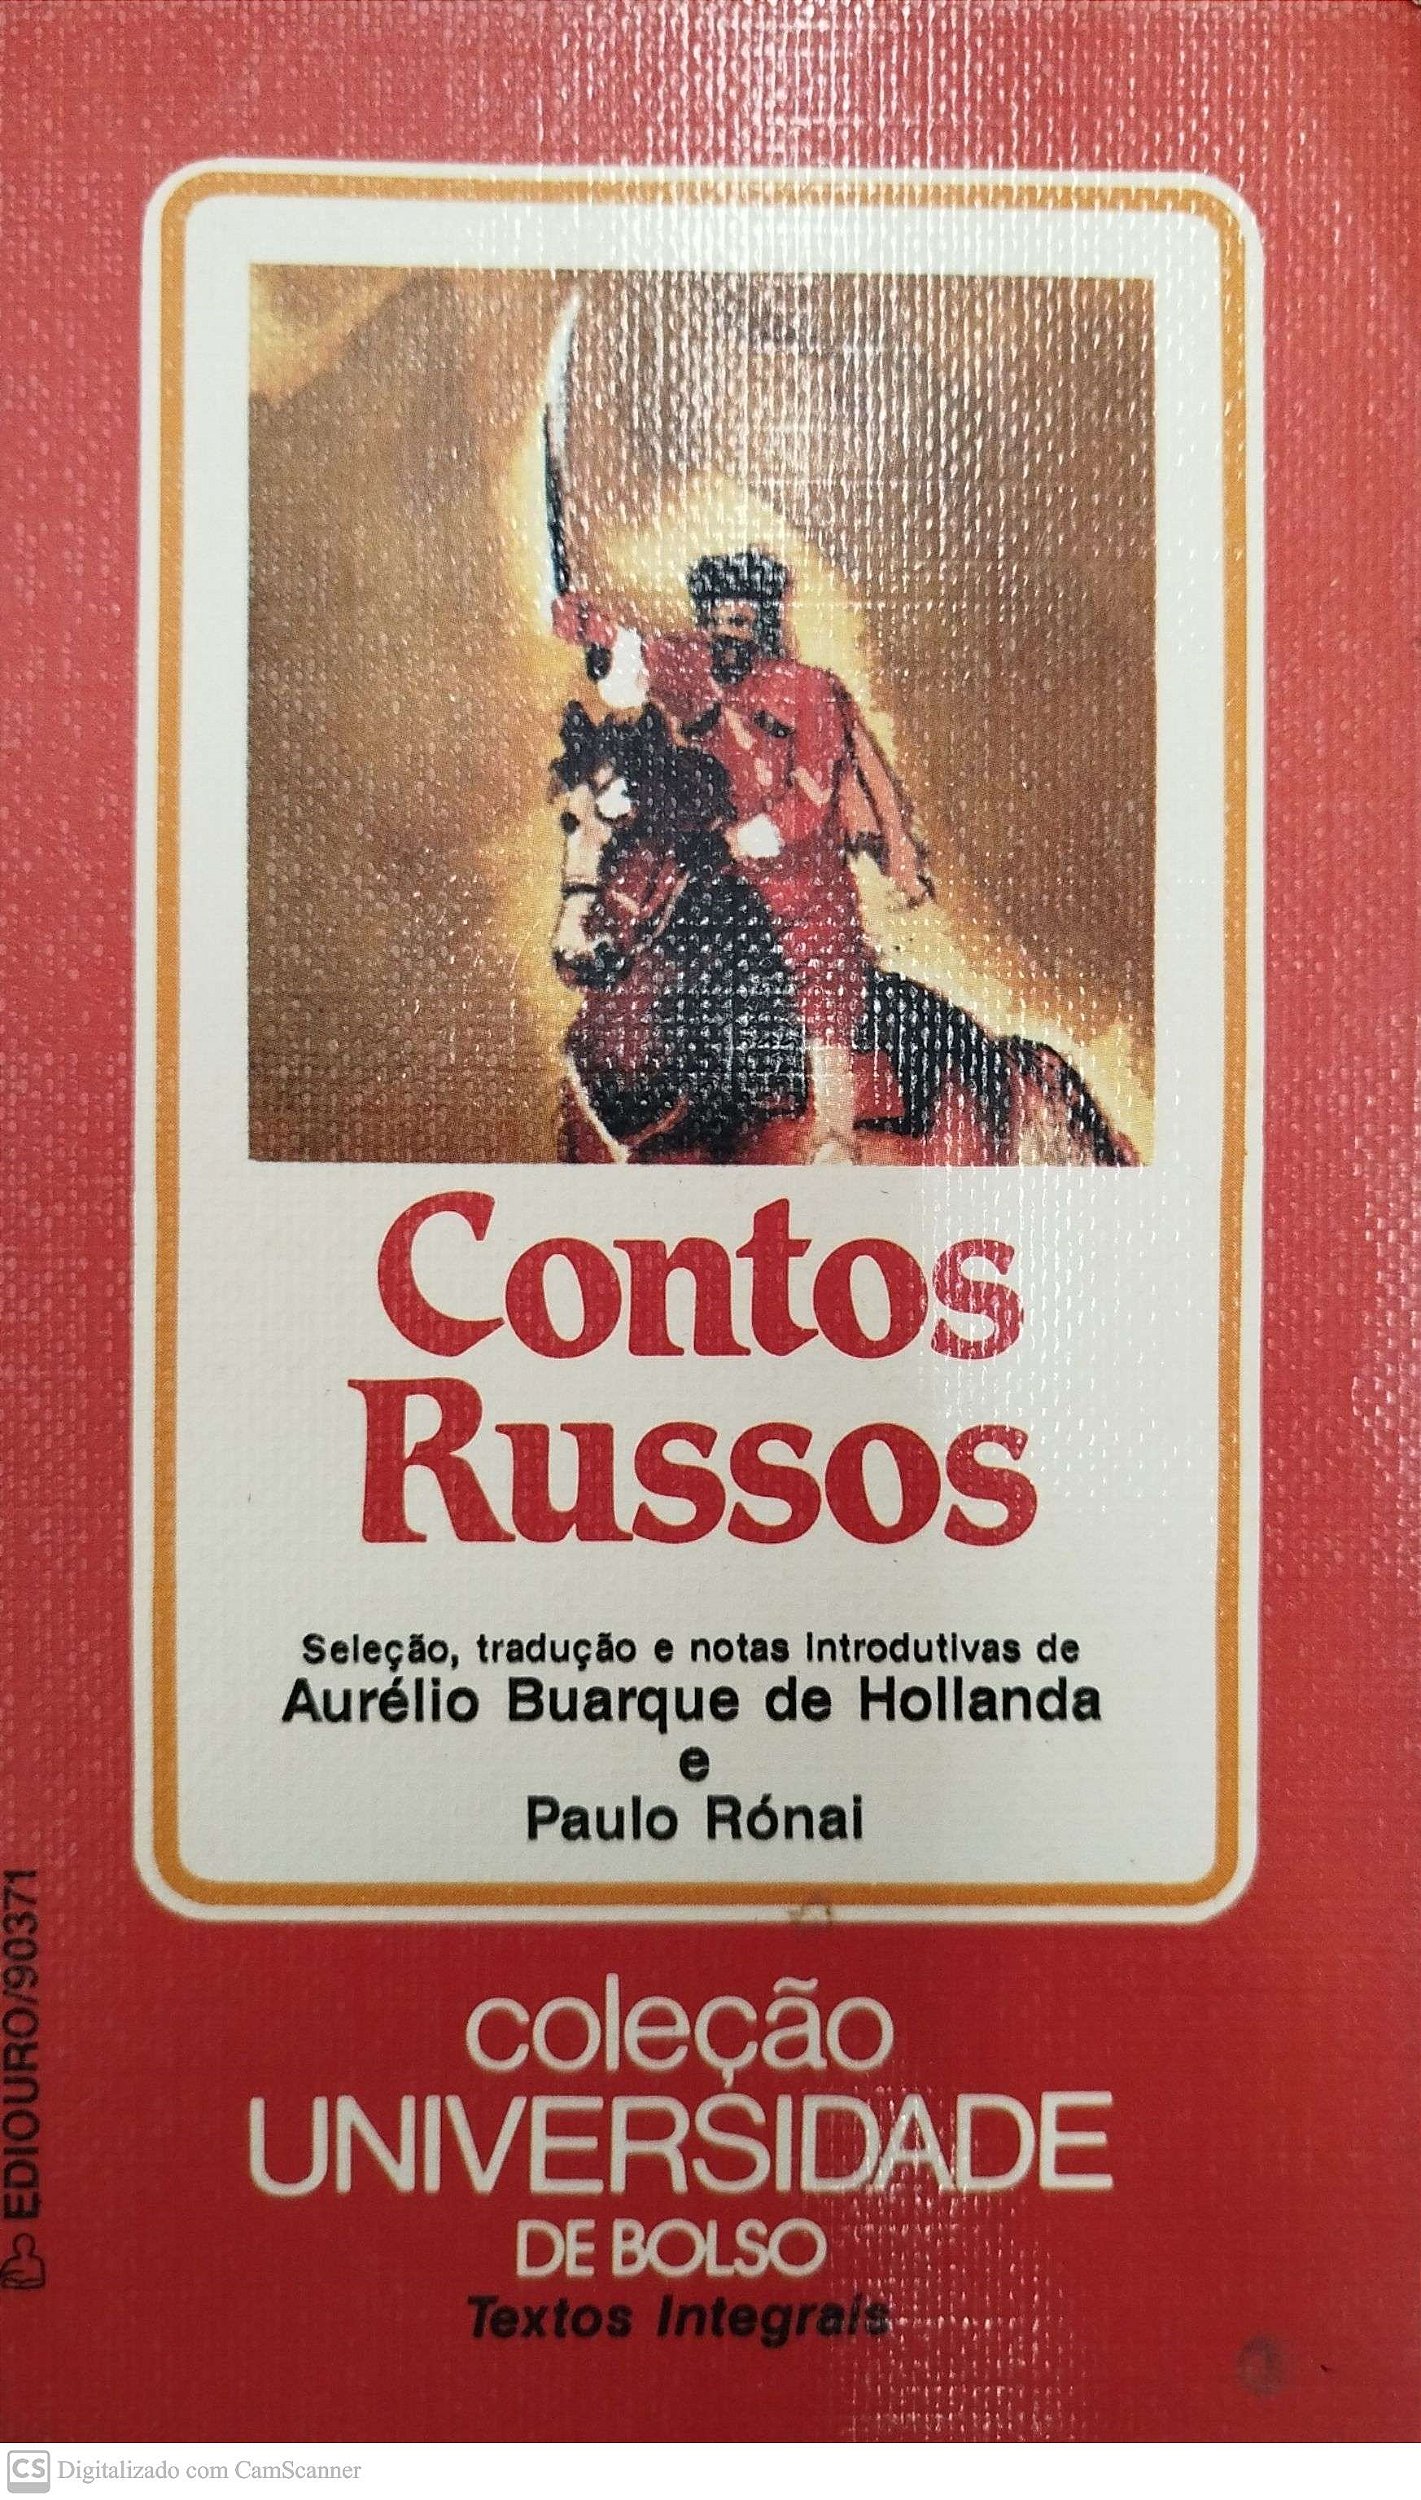 Contos
Russos
Seleção, tradução e notas introdutivas de
Aurélio Buarque de Hollanda
e
Paulo Rónai
EDIOURO/90371
coleção
UNIVERSIDADE
DE BOLSO
Textos Integrais
CS Digitalizado com CamScanner